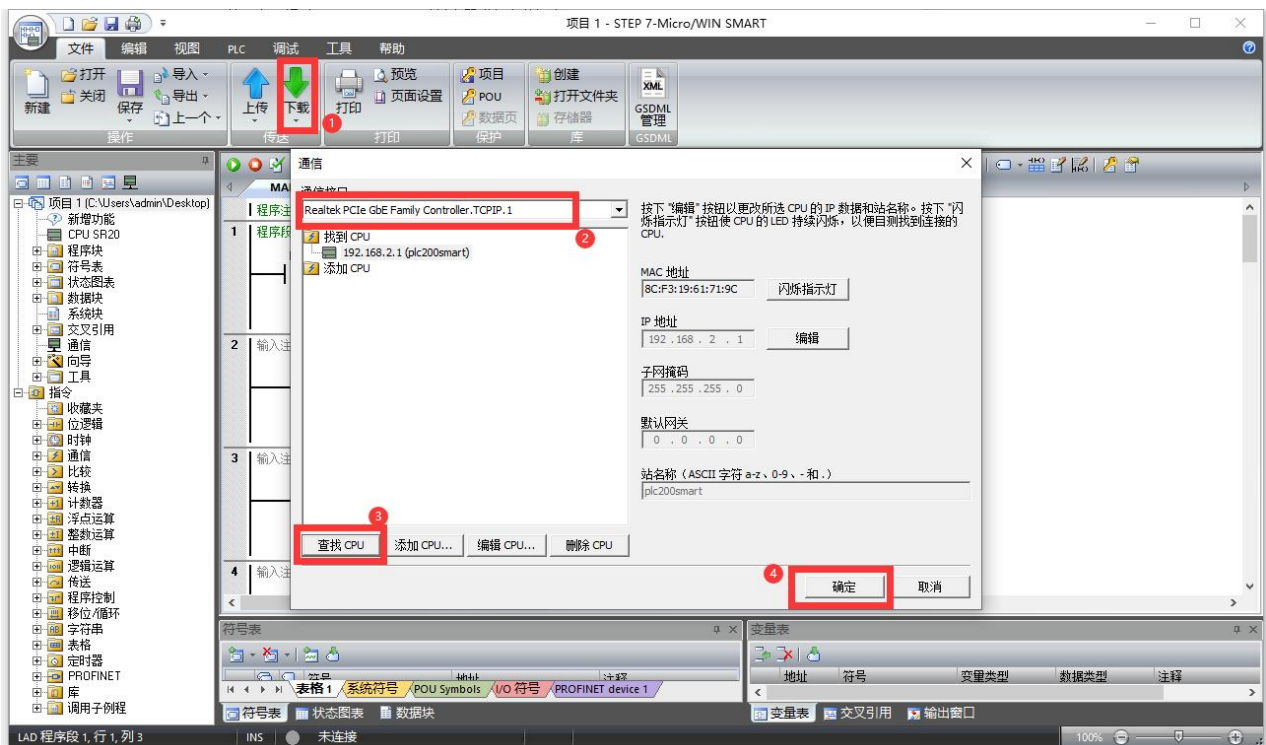 项目 1 - STEP 7-Micro/WIN SMART
文件 编辑 视图 PLC 调试 工具 帮助
新建 打开 关闭 保存 导入 导出 上一个
上传 下载 打印 预览 页面设置
项目 POU 数据页
创建 打开文件夹 存储器
XML GSDML 管理
操作 传送 打印 保护 库 GSDML
1
主要
项目 1 (C:\Users\admin\Desktop)
新增功能
CPU SR20
程序块
符号表
状态图表
数据块
系统块
交叉引用
通信
向导
工具
指令
收藏夹
位逻辑
时钟
通信
比较
转换
计数器
浮点运算
整数运算
中断
逻辑运算
传送
程序控制
移位/循环
字符串
表格
定时器
PROFINET
库
调用子例程
MAI
程序注
1 程序段
2 输入注
3 输入注
4 输入注
通信
通信接口
Realtek PCIe GbE Family Controller.TCPIP.1
2
找到 CPU
192.168.2.1 (plc200smart)
添加 CPU
按下 "编辑" 按钮以更改所选 CPU 的 IP 数据和站名称。按下 "闪
烁指示灯" 按钮使 CPU 的 LED 持续闪烁，以便目测找到连接的
CPU.
MAC 地址
8C:F3:19:61:71:9C 闪烁指示灯
IP 地址
192 . 168 . 2 . 1 编辑
子网掩码
255 . 255 . 255 . 0
默认网关
0 . 0 . 0 . 0
站名称（ASCII 字符 a-z、0-9、- 和 .）
plc200smart
3
查找 CPU 添加 CPU... 编辑 CPU... 删除 CPU
4
确定 取消
符号表
符号 地址 注释
表格 1 系统符号 POU Symbols I/O 符号 PROFINET device 1
符号表 状态图表 数据块
变量表
地址 符号 变量类型 数据类型 注释
变量表 交叉引用 输出窗口
LAD 程序段 1, 行 1, 列 3 INS 未连接 100%